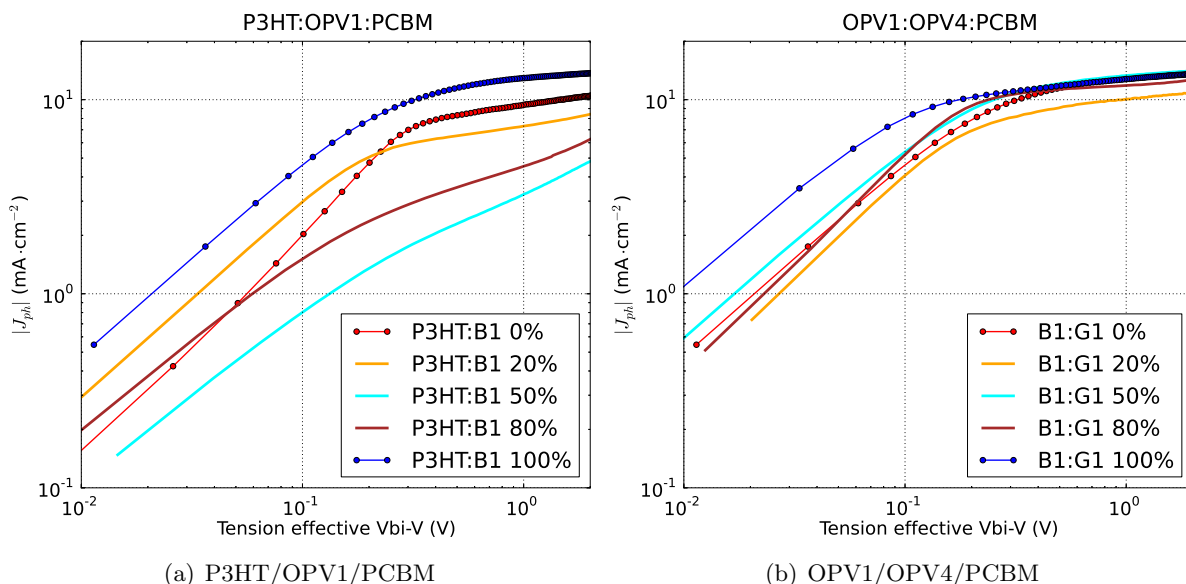 P3HT:OPV1:PCBM
10^1
10^0
10^-1
|J_ph| (mA·cm^-2)
P3HT:B1 0%
P3HT:B1 20%
P3HT:B1 50%
P3HT:B1 80%
P3HT:B1 100%
10^-2
10^-1
10^0
Tension effective Vbi-V (V)
(a) P3HT/OPV1/PCBM
OPV1:OPV4:PCBM
10^1
10^0
10^-1
|J_ph| (mA·cm^-2)
B1:G1 0%
B1:G1 20%
B1:G1 50%
B1:G1 80%
B1:G1 100%
10^-2
10^-1
10^0
Tension effective Vbi-V (V)
(b) OPV1/OPV4/PCBM